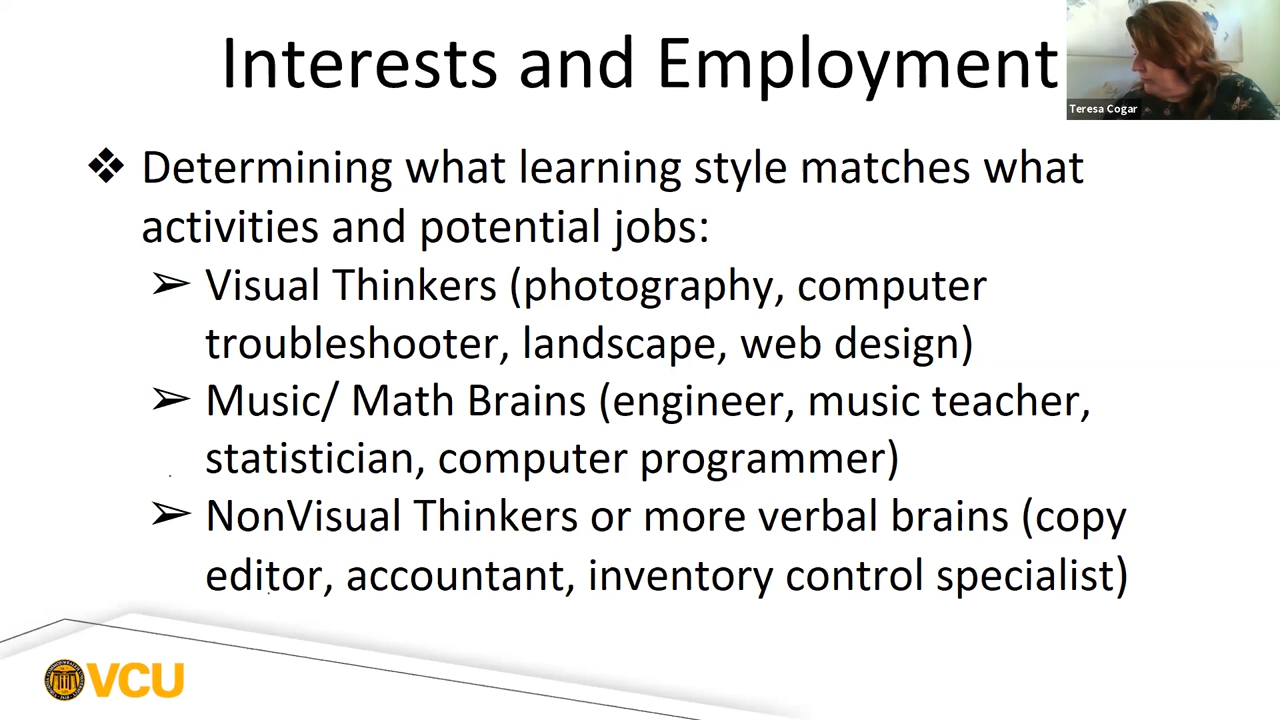 Interests and Employment
Teresa Cogar
❖ Determining what learning style matches what
activities and potential jobs:
➢ Visual Thinkers (photography, computer
troubleshooter, landscape, web design)
➢ Music/ Math Brains (engineer, music teacher,
statistician, computer programmer)
➢ NonVisual Thinkers or more verbal brains (copy
editor, accountant, inventory control specialist)
VCU